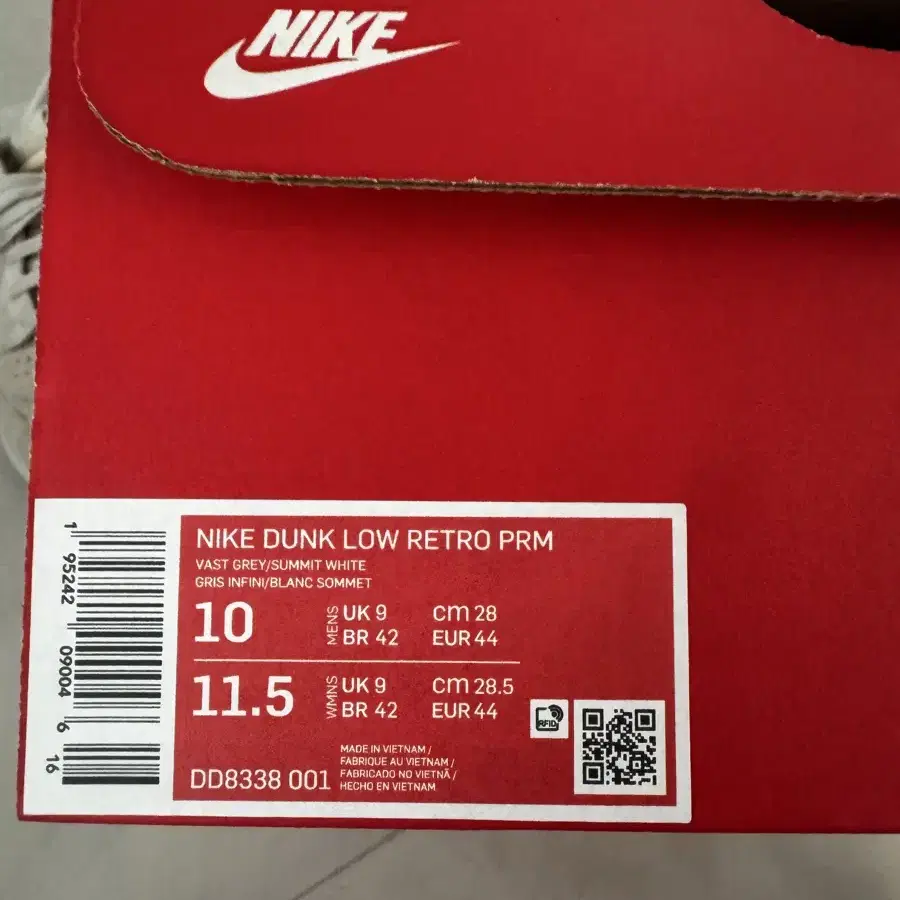 NIKE
NIKE DUNK LOW RETRO PRM
VAST GREY/SUMMIT WHITE
GRIS INFINI/BLANC SOMMET
10 MENS UK 9 cm 28
BR 42 EUR 44
11.5 WMNS UK 9 cm 28.5
BR 42 EUR 44
RFID
DD8338 001
MADE IN VIETNAM /
FABRIQUE AU VIETNAM /
FABRICADO NO VIETNÃ /
HECHO EN VIETNAM
1 95242 09004 6 16